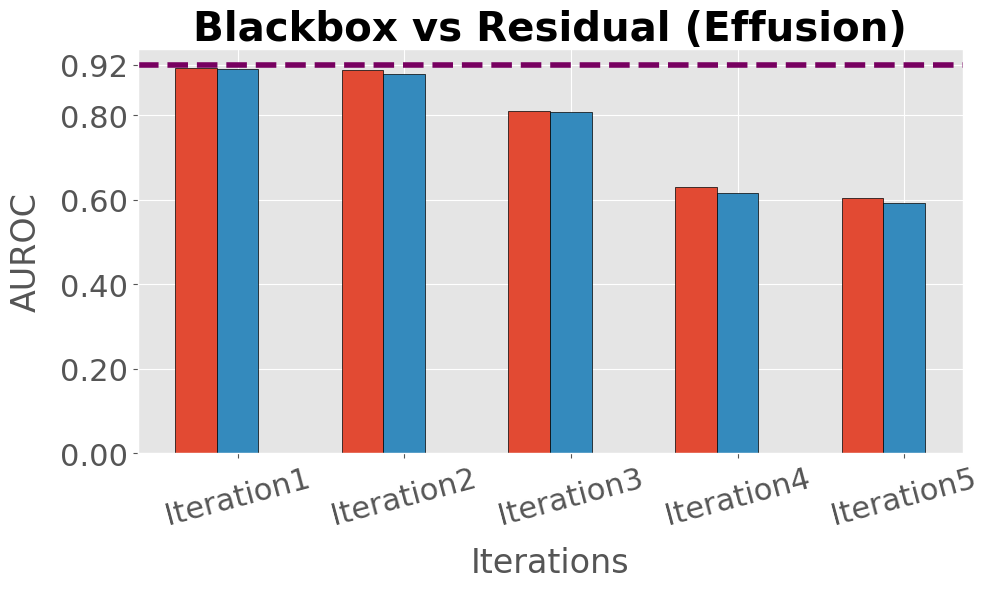 Blackbox vs Residual (Effusion)
0.92
0.80
0.60
0.40
0.20
0.00
AUROC
Iteration1
Iteration2
Iteration3
Iteration4
Iteration5
Iterations